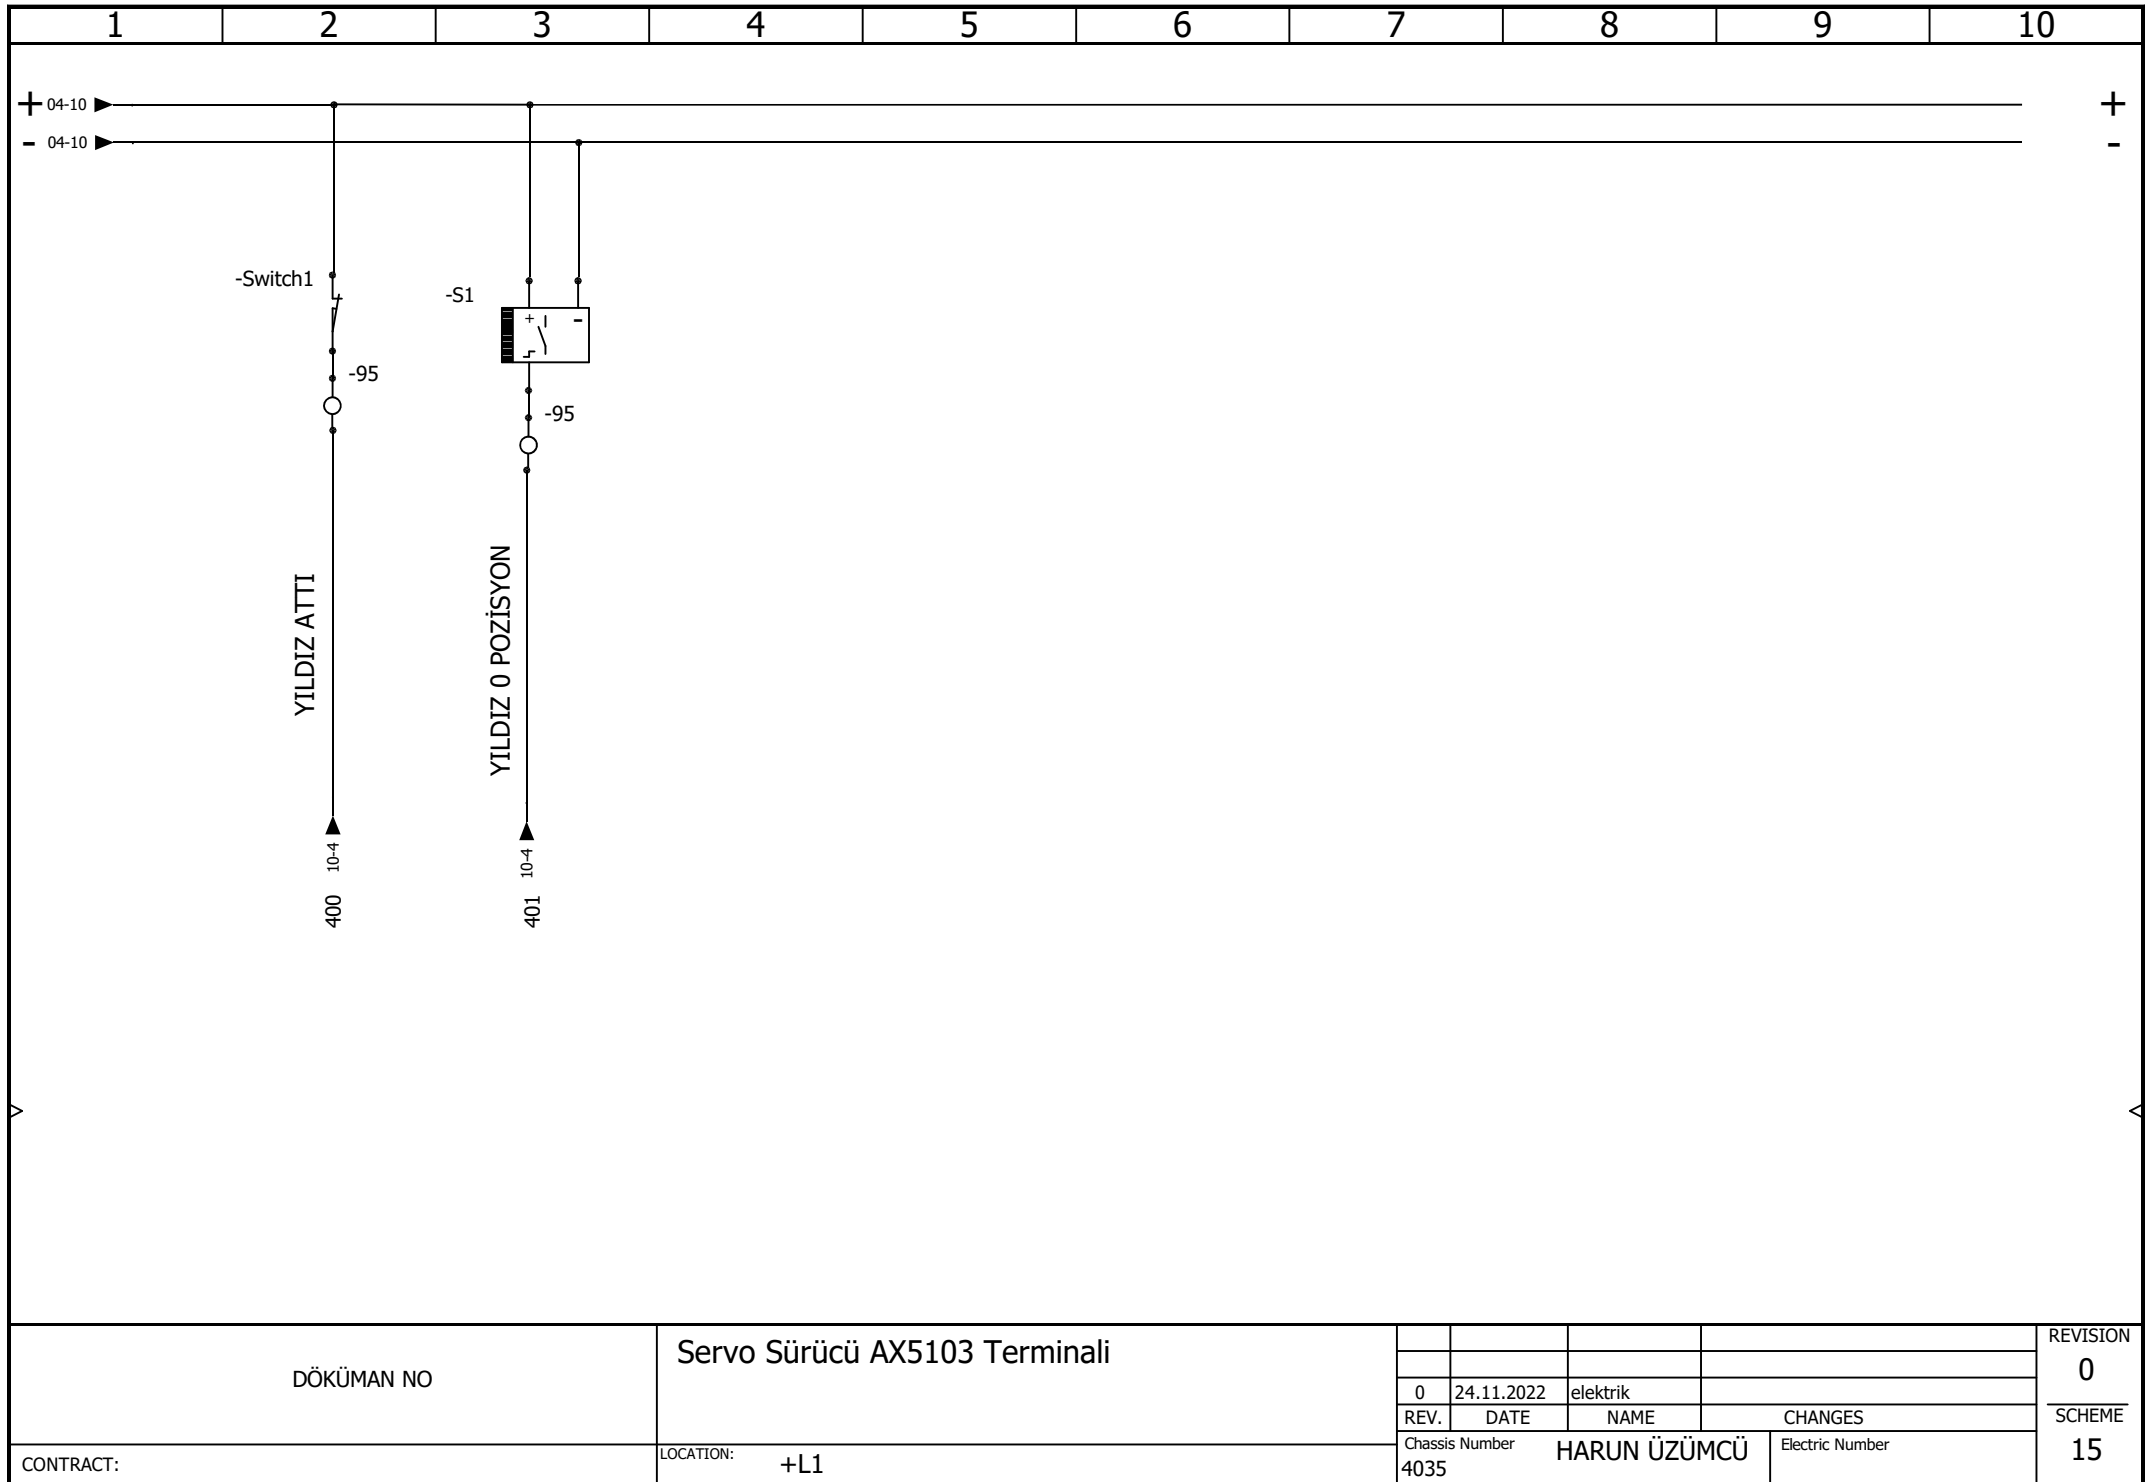 1 2 3 4 5 6 7 8 9 10
+ 04-10 +
- 04-10 -
-Switch1
-S1
+ -
-95
-95
YILDIZ ATTI
YILDIZ 0 POZİSYON
10-4
10-4
400
401
DÖKÜMAN NO
Servo Sürücü AX5103 Terminali
REVISION
0
0 24.11.2022 elektrik
REV. DATE NAME CHANGES
SCHEME
15
CONTRACT:
LOCATION: +L1
Chassis Number
4035
HARUN ÜZÜMCÜ
Electric Number